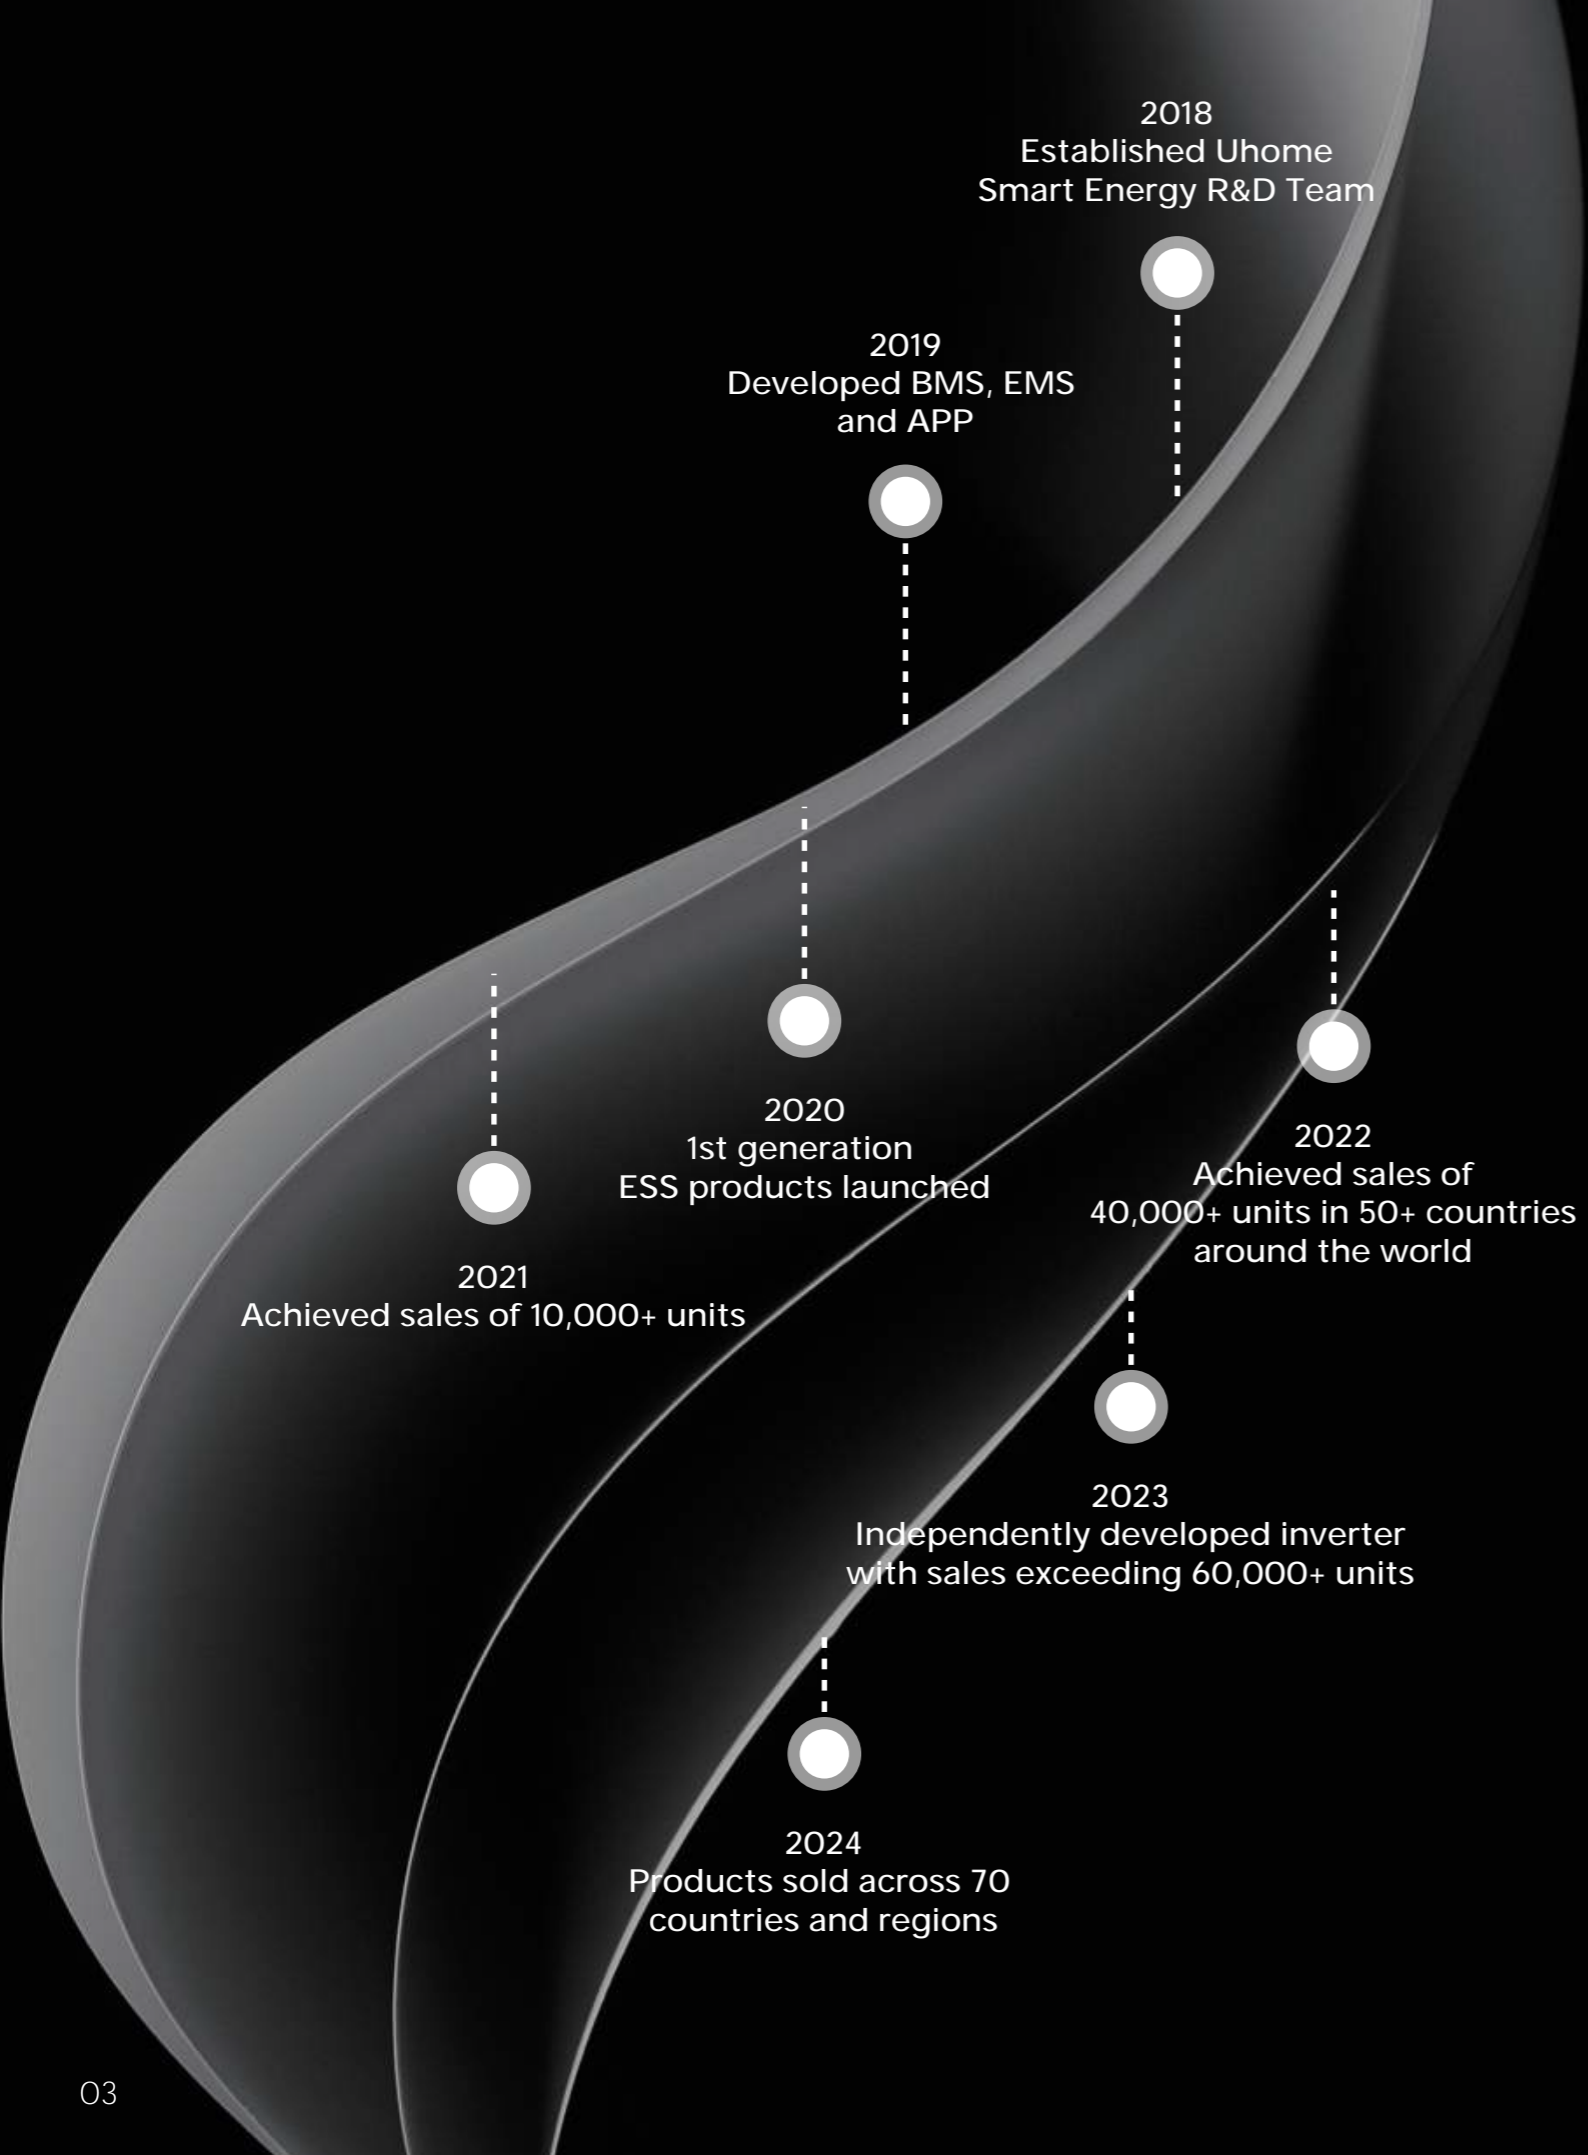 2018
Established Uhome
Smart Energy R&D Team
2019
Developed BMS, EMS
and APP
2020
1st generation
ESS products launched
2021
Achieved sales of 10,000+ units
2022
Achieved sales of
40,000+ units in 50+ countries
around the world
2023
Independently developed inverter
with sales exceeding 60,000+ units
2024
Products sold across 70
countries and regions
03